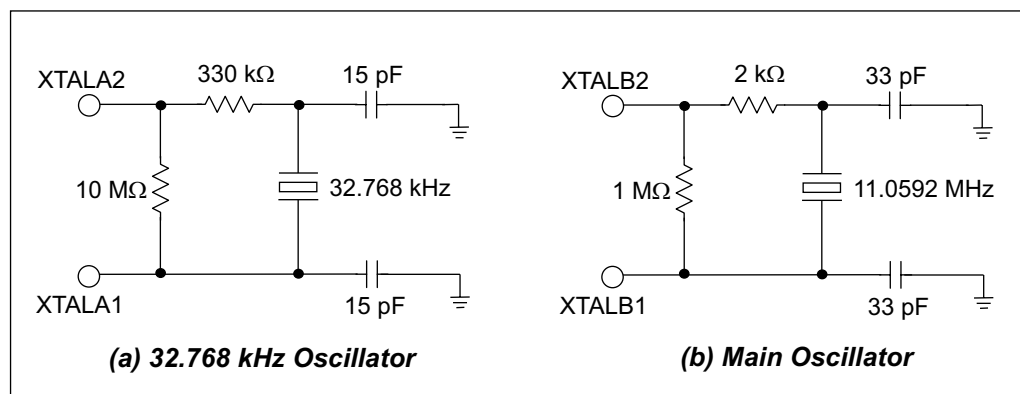 330 kΩ
15 pF
XTALA2
10 MΩ
32.768 kHz
XTALA1
15 pF
(a) 32.768 kHz Oscillator
2 kΩ
33 pF
XTALB2
1 MΩ
11.0592 MHz
XTALB1
33 pF
(b) Main Oscillator